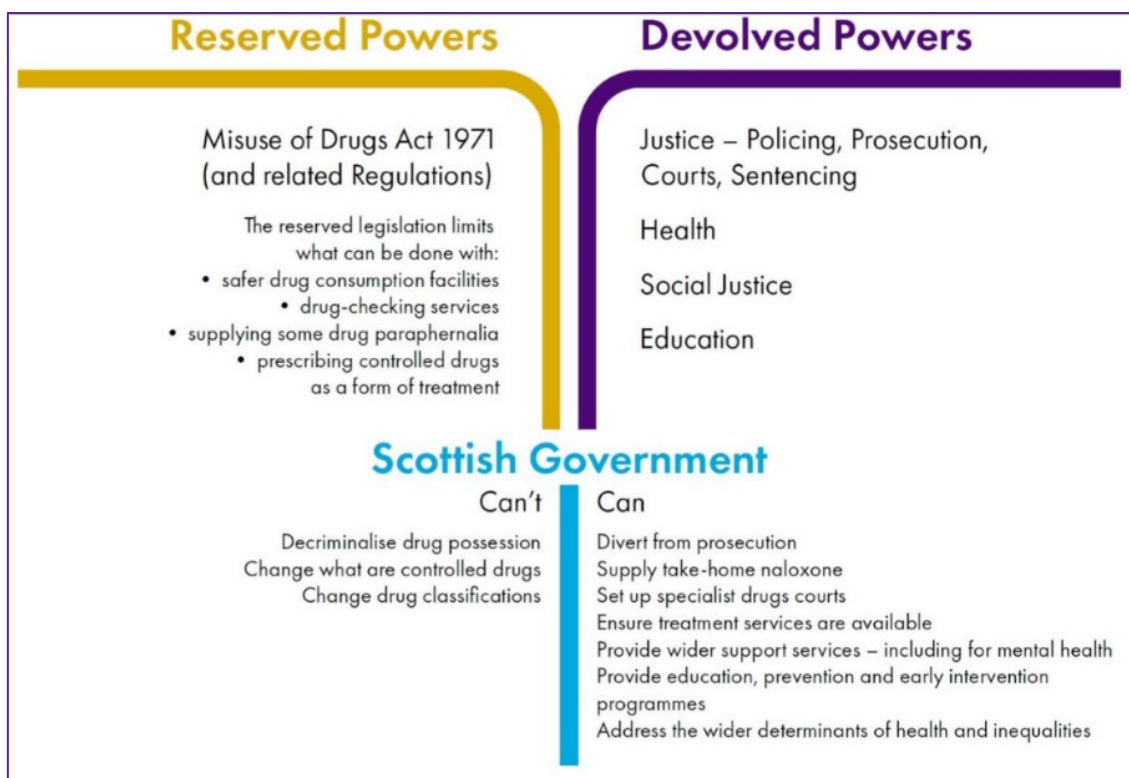 Reserved Powers
Misuse of Drugs Act 1971
(and related Regulations)
The reserved legislation limits
what can be done with:
• safer drug consumption facilities
• drug-checking services
• supplying some drug paraphernalia
• prescribing controlled drugs
as a form of treatment
Devolved Powers
Justice – Policing, Prosecution,
Courts, Sentencing
Health
Social Justice
Education
Scottish Government
Can't
Decriminalise drug possession
Change what are controlled drugs
Change drug classifications
Can
Divert from prosecution
Supply take-home naloxone
Set up specialist drugs courts
Ensure treatment services are available
Provide wider support services – including for mental health
Provide education, prevention and early intervention
programmes
Address the wider determinants of health and inequalities